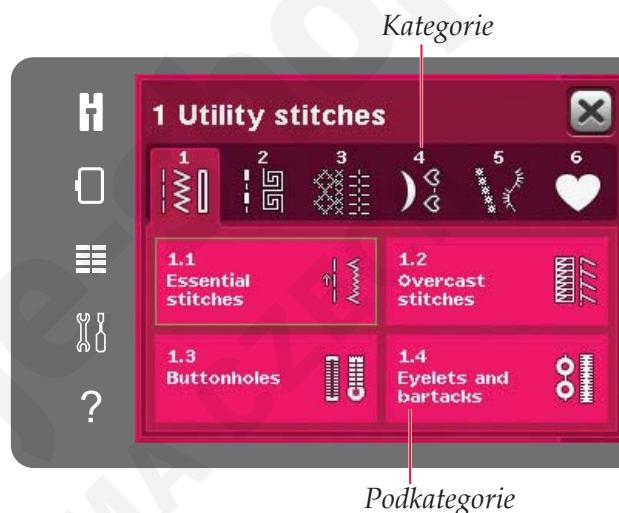 Kategorie
1 Utility stitches
1 2 3 4 5 6
1.1
Essential
stitches
1.2
Overcast
stitches
1.3
Buttonholes
1.4
Eyelets and
bartacks
?
Podkategorie